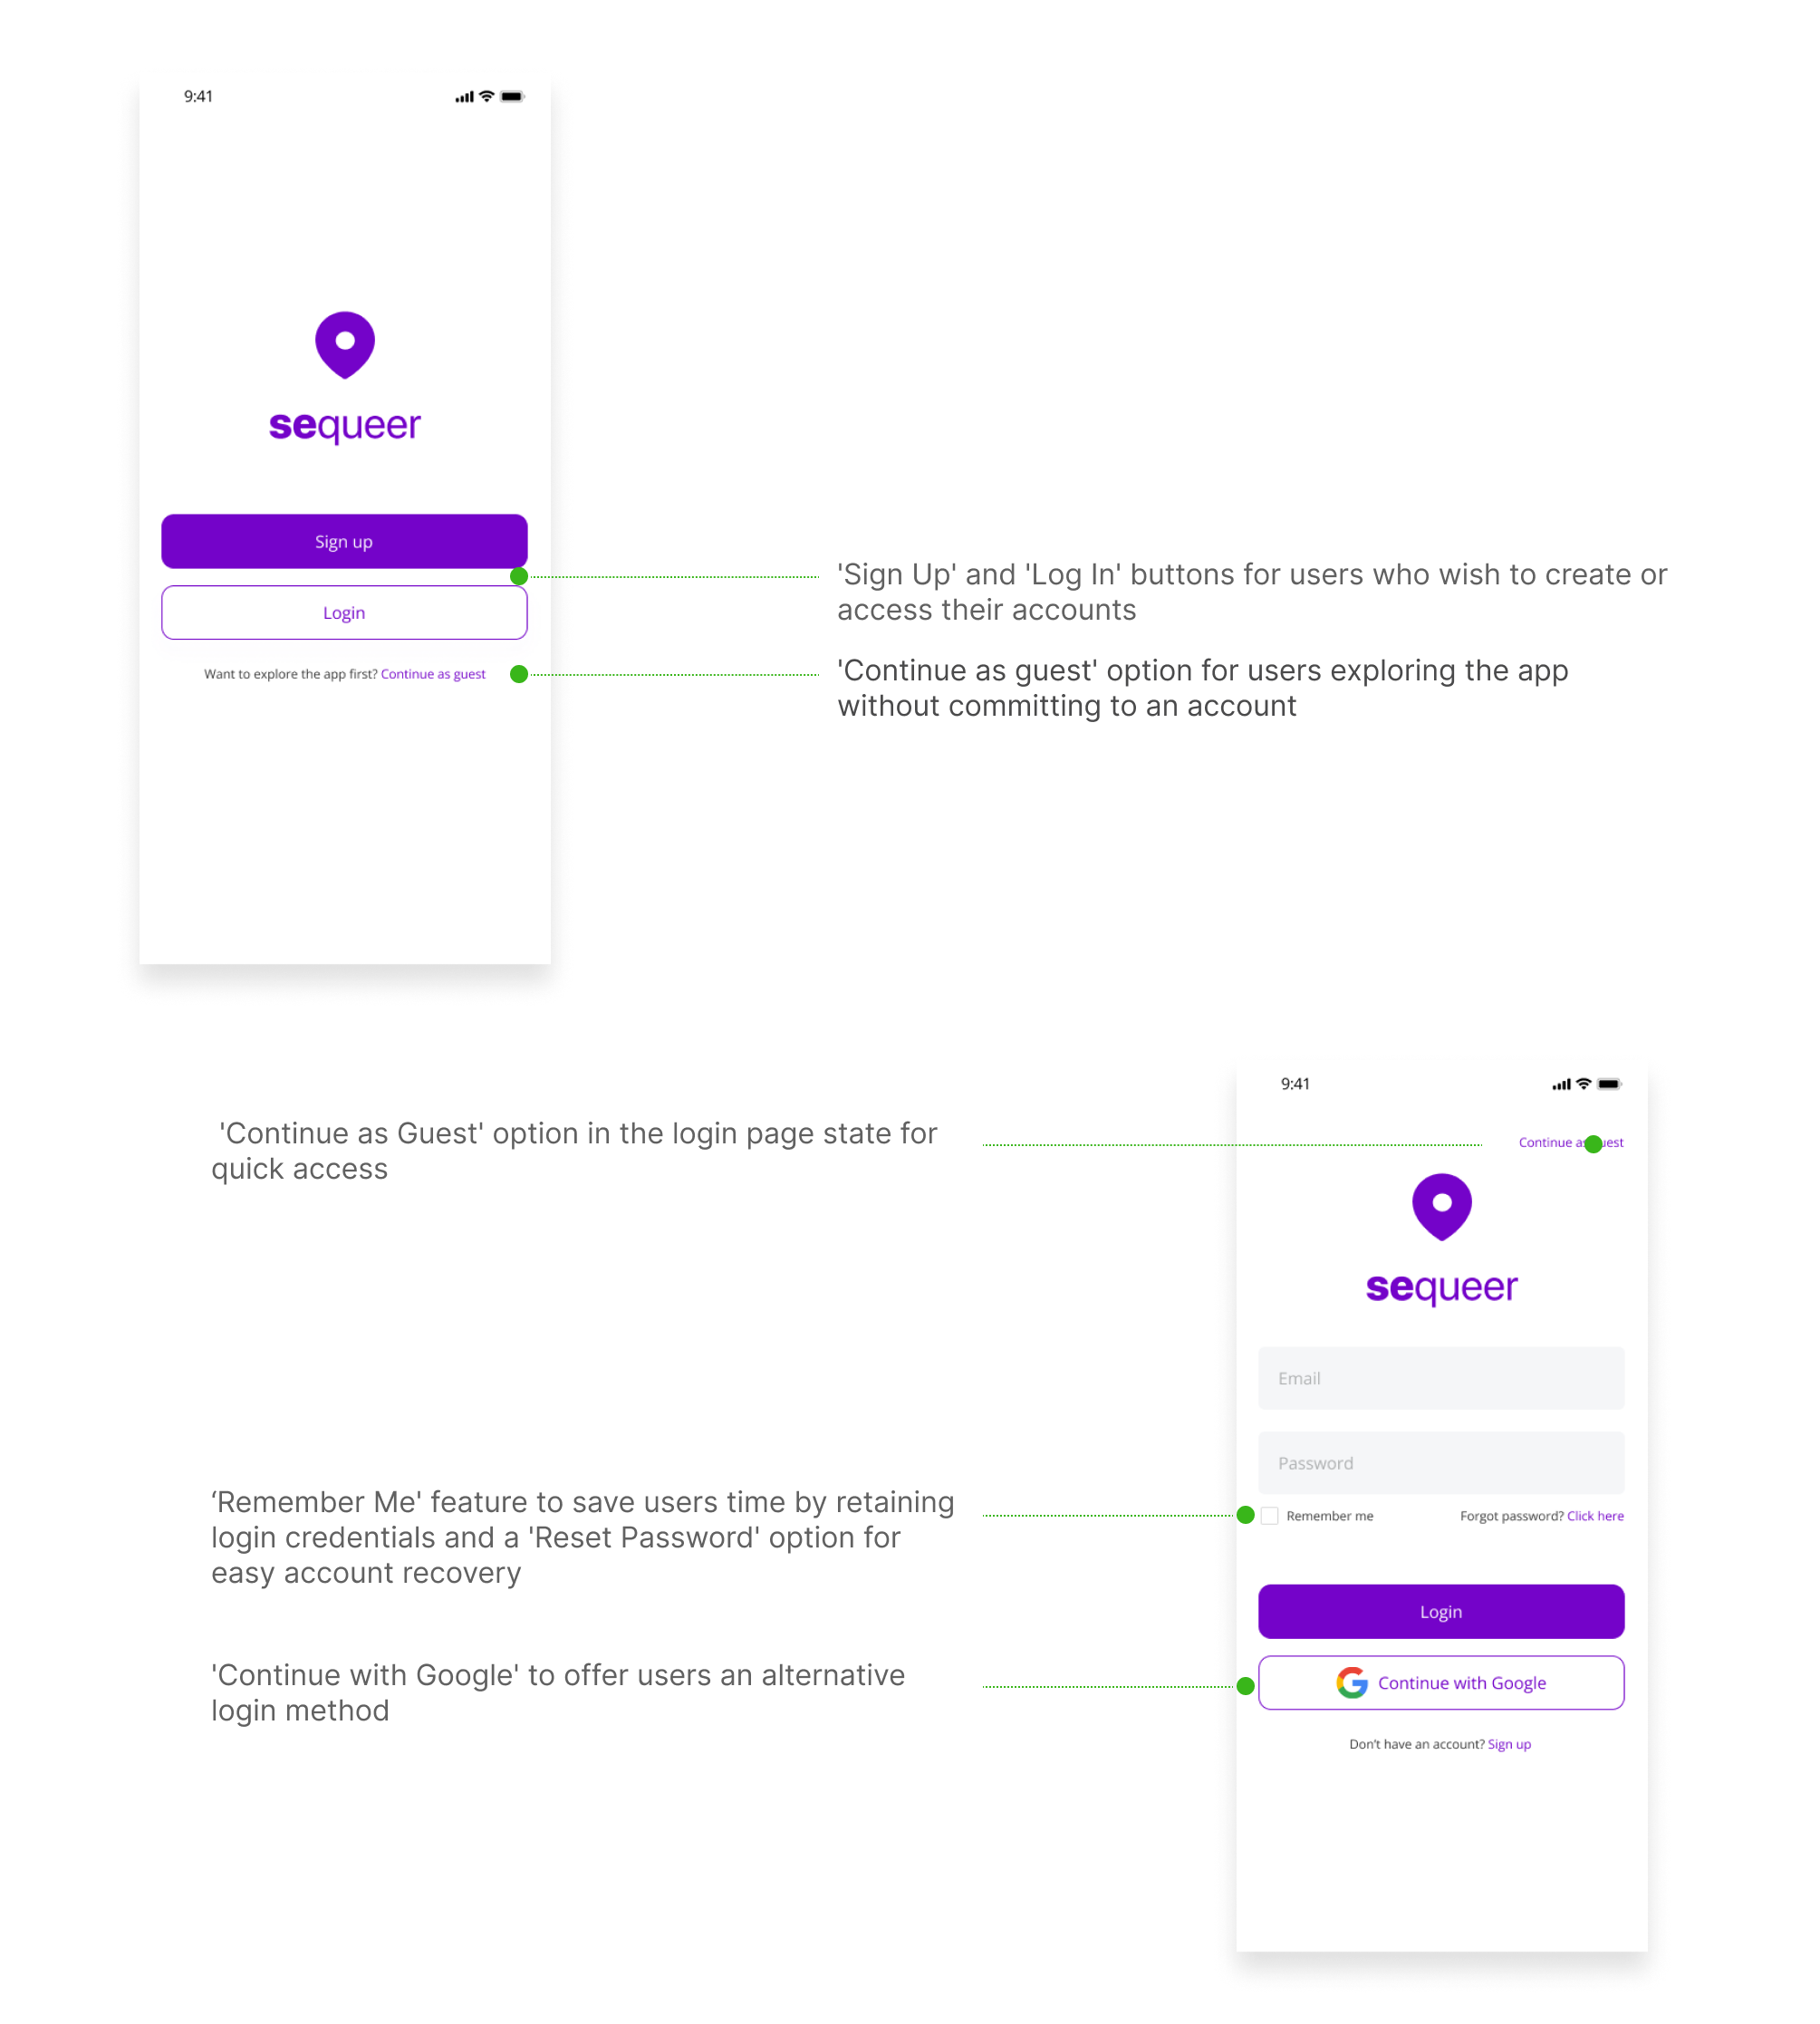 9:41
sequeer
Sign up
Login
Want to explore the app first? Continue as guest
'Sign Up' and 'Log In' buttons for users who wish to create or
access their accounts
'Continue as guest' option for users exploring the app
without committing to an account
'Continue as Guest' option in the login page state for
quick access
‘Remember Me' feature to save users time by retaining
login credentials and a 'Reset Password' option for
easy account recovery
'Continue with Google' to offer users an alternative
login method
9:41
Continue as guest
sequeer
Email
Password
Remember me
Forgot password? Click here
Login
Continue with Google
Don't have an account? Sign up